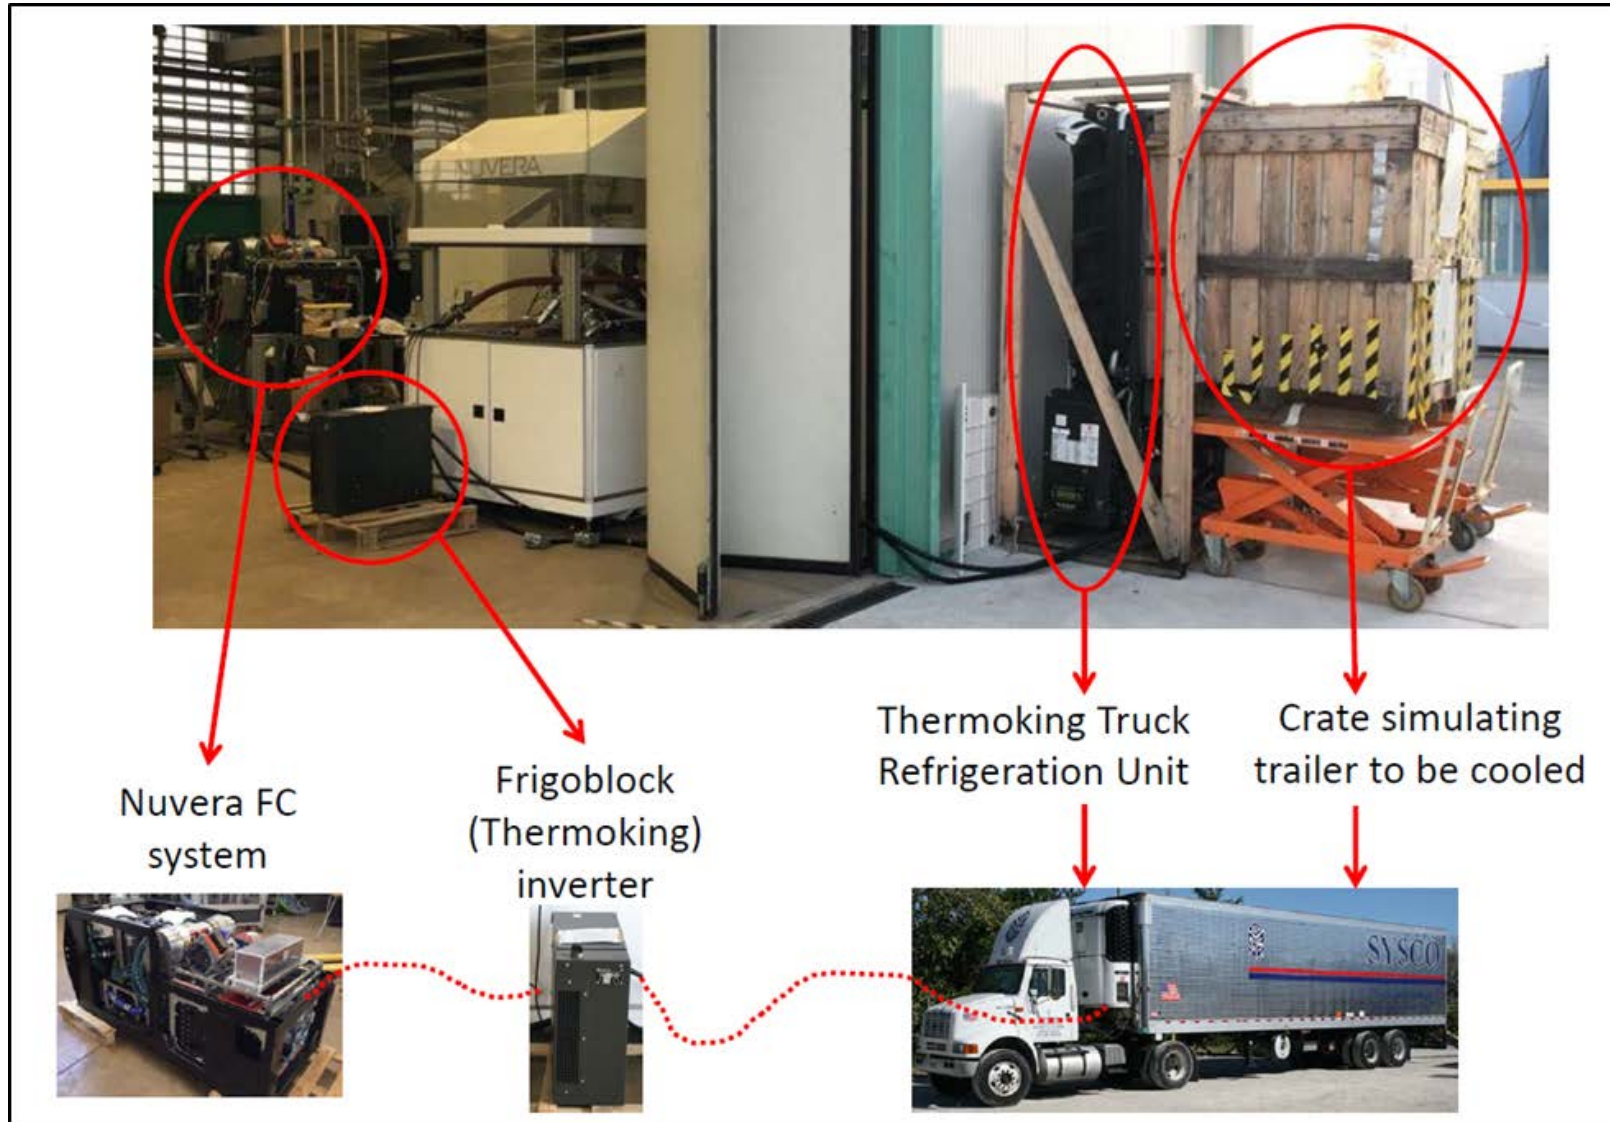 NUVERA
Thermoking Truck
Refrigeration Unit
Crate simulating
trailer to be cooled
Nuvera FC
system
Frigoblock
(Thermoking)
inverter
SYSCO